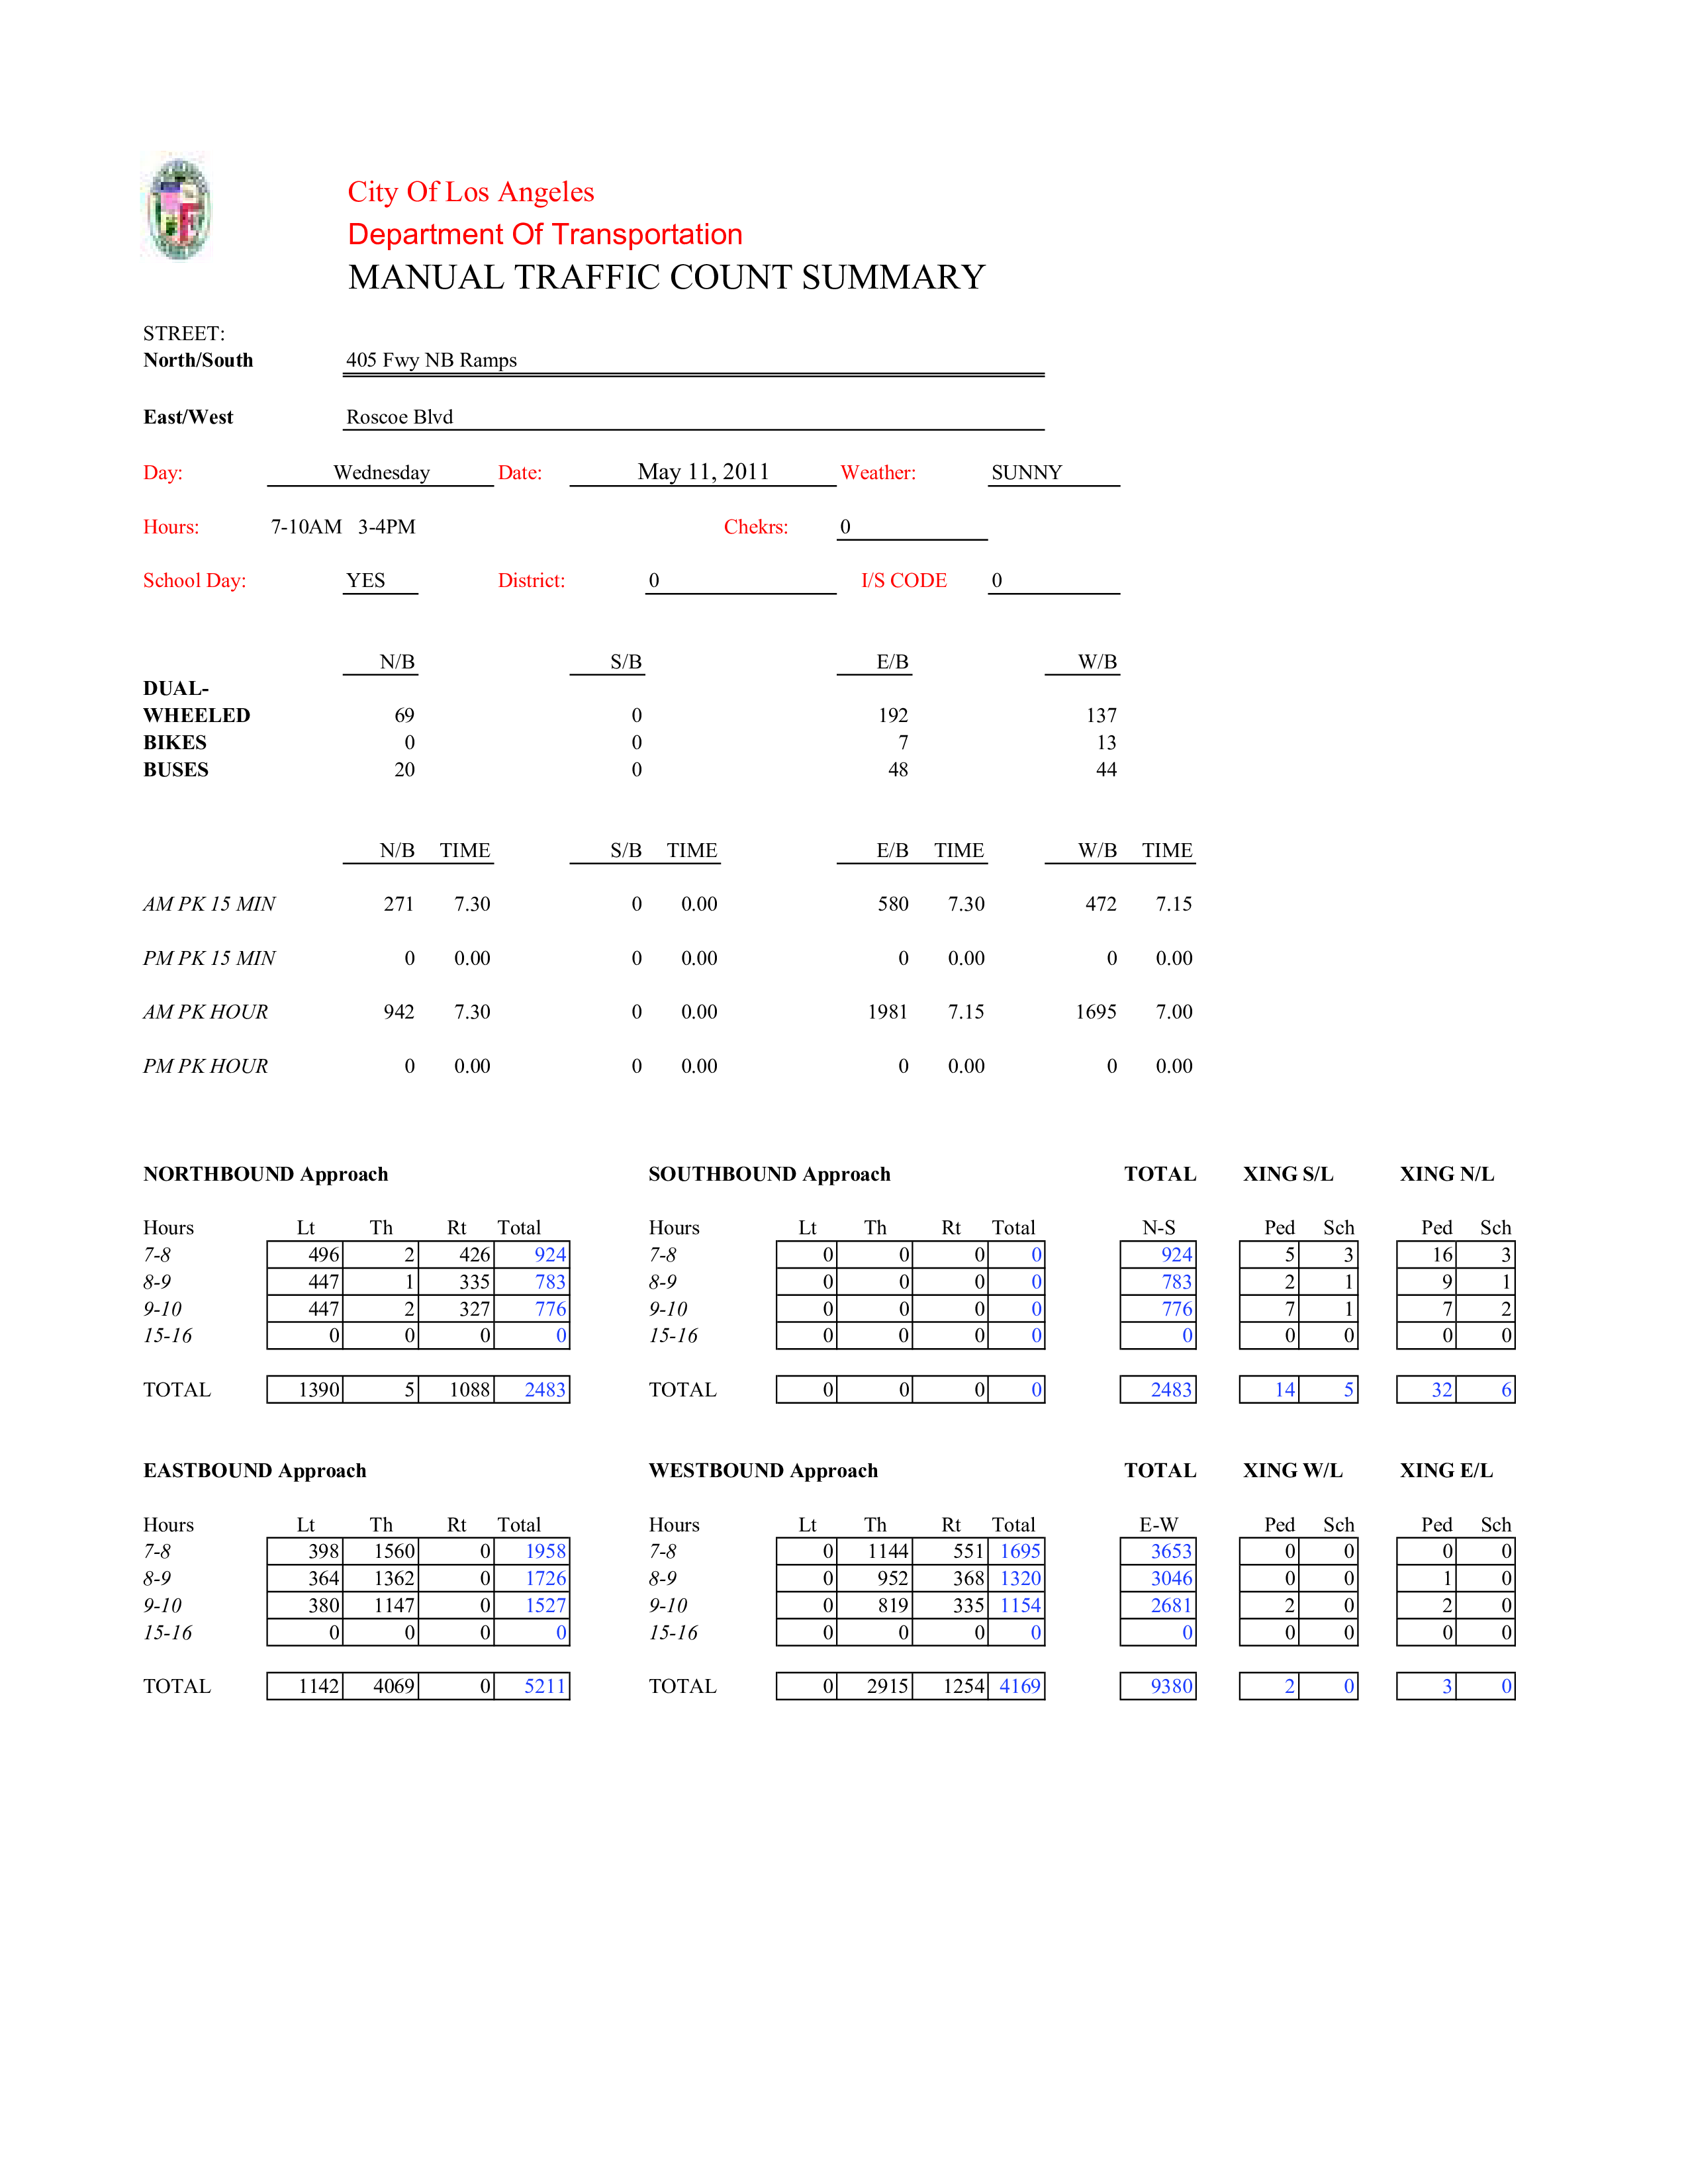 City Of Los Angeles
Department Of Transportation
MANUAL TRAFFIC COUNT SUMMARY
STREET:
North/South 405 Fwy NB Ramps
East/West Roscoe Blvd
Day: Wednesday Date: May 11, 2011 Weather: SUNNY
Hours: 7-10AM 3-4PM Chekrs: 0
School Day: YES District: 0 I/S CODE 0
N/B S/B E/B W/B
DUAL-
WHEELED 69 0 192 137
BIKES 0 0 7 13
BUSES 20 0 48 44
N/B TIME S/B TIME E/B TIME W/B TIME
AM PK 15 MIN 271 7.30 0 0.00 580 7.30 472 7.15
PM PK 15 MIN 0 0.00 0 0.00 0 0.00 0 0.00
AM PK HOUR 942 7.30 0 0.00 1981 7.15 1695 7.00
PM PK HOUR 0 0.00 0 0.00 0 0.00 0 0.00
NORTHBOUND Approach SOUTHBOUND Approach TOTAL XING S/L XING N/L
Hours Lt Th Rt Total Hours Lt Th Rt Total N-S Ped Sch Ped Sch
7-8 496 2 426 924 7-8 0 0 0 0 924 5 3 16 3
8-9 447 1 335 783 8-9 0 0 0 0 783 2 1 9 1
9-10 447 2 327 776 9-10 0 0 0 0 776 7 1 7 2
15-16 0 0 0 0 15-16 0 0 0 0 0 0 0 0 0
TOTAL 1390 5 1088 2483 TOTAL 0 0 0 0 2483 14 5 32 6
EASTBOUND Approach WESTBOUND Approach TOTAL XING W/L XING E/L
Hours Lt Th Rt Total Hours Lt Th Rt Total E-W Ped Sch Ped Sch
7-8 398 1560 0 1958 7-8 0 1144 551 1695 3653 0 0 0 0
8-9 364 1362 0 1726 8-9 0 952 368 1320 3046 0 0 1 0
9-10 380 1147 0 1527 9-10 0 819 335 1154 2681 2 0 2 0
15-16 0 0 0 0 15-16 0 0 0 0 0 0 0 0 0
TOTAL 1142 4069 0 5211 TOTAL 0 2915 1254 4169 9380 2 0 3 0